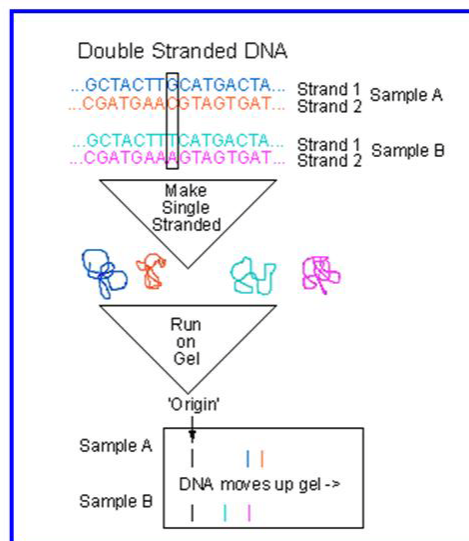 Double Stranded DNA
...GCTACTTGCATGACTA... Strand 1 Sample A
...CGATGAACGTAGTGAT... Strand 2
...GCTACTTTCATGACTA... Strand 1 Sample B
...CGATGAAAGTAGTGAT... Strand 2
Make
Single
Stranded
Run
on
Gel
'Origin'
Sample A
DNA moves up gel ->
Sample B